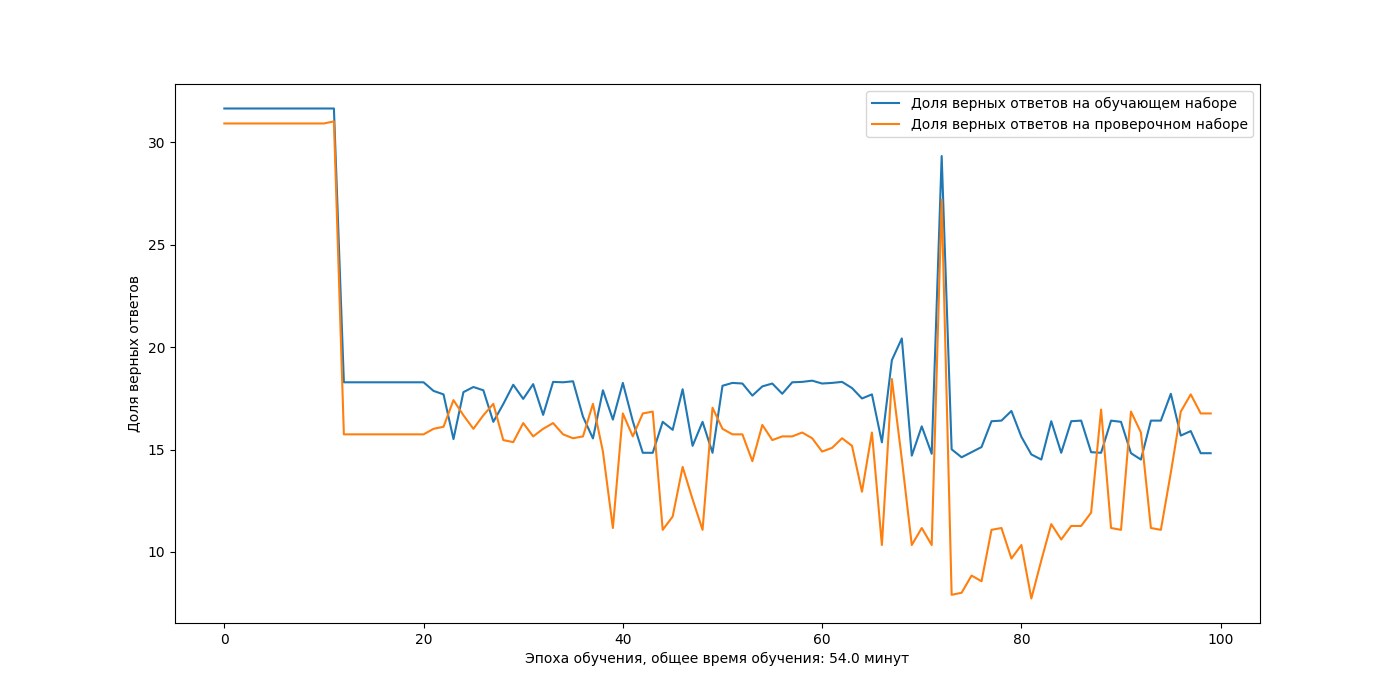 Доля верных ответов на обучающем наборе
Доля верных ответов на проверочном наборе
Доля верных ответов
30
25
20
15
10
0 20 40 60 80 100
Эпоха обучения, общее время обучения: 54.0 минут